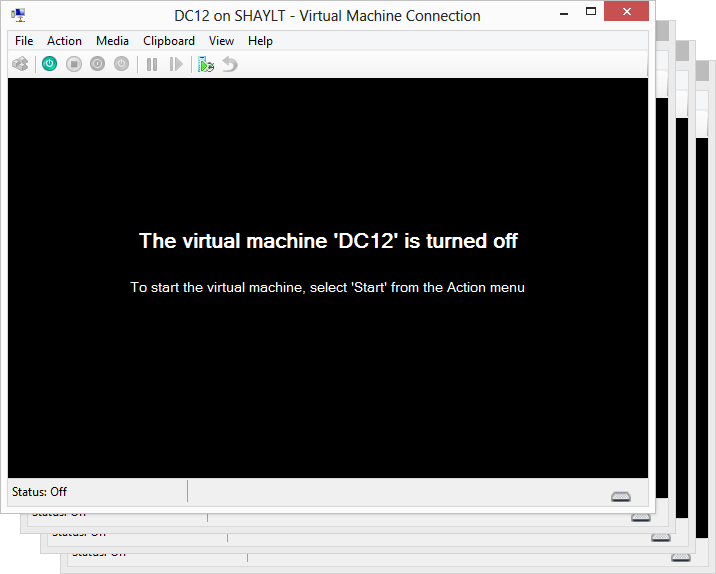 DC12 on SHAYLT - Virtual Machine Connection
File Action Media Clipboard View Help
The virtual machine 'DC12' is turned off
To start the virtual machine, select 'Start' from the Action menu
Status: Off
Status: Off
Status: Off
Status: Off